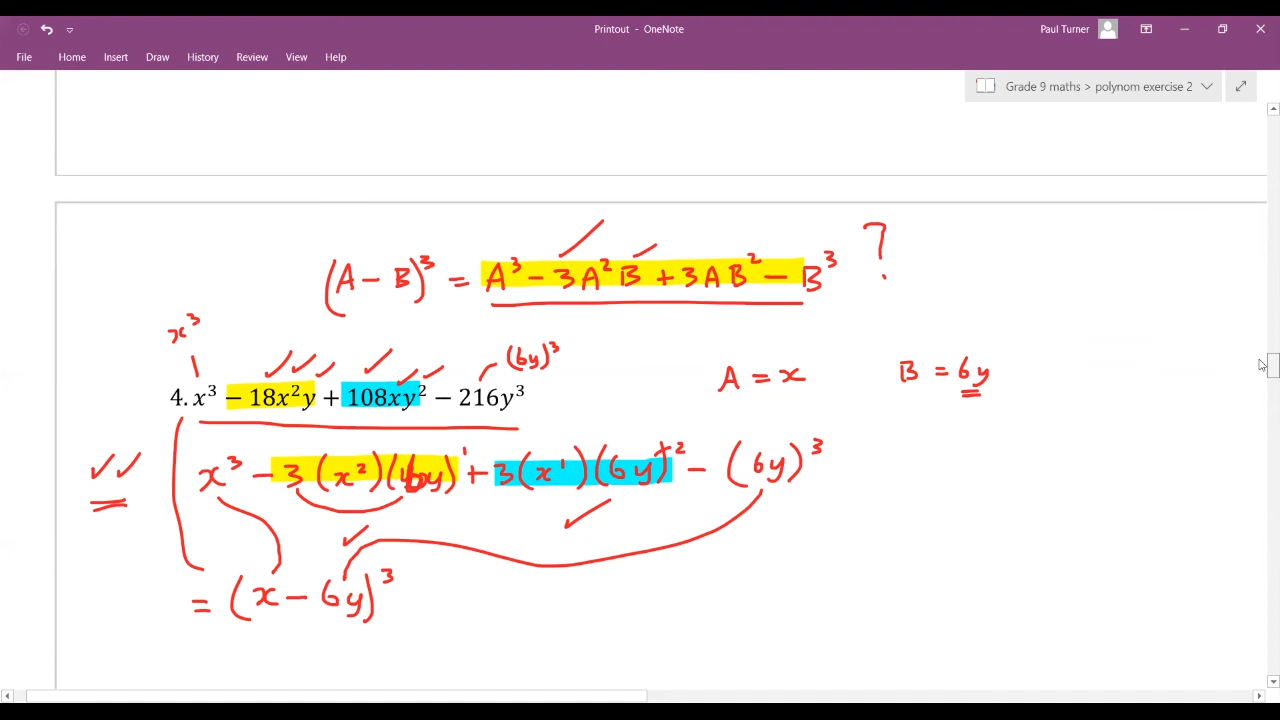 Printout - OneNote
Paul Turner
File Home Insert Draw History Review View Help
Grade 9 maths > polynom exercise 2
(A - B)³ = A³ - 3A²B + 3AB² - B³ ?
x³
(6y)³
4. x³ − 18x²y + 108xy² − 216y³
A = x B = 6y
x³ - 3(x²)(6y)¹ + 3(x¹)(6y)² - (6y)³
= (x - 6y)³